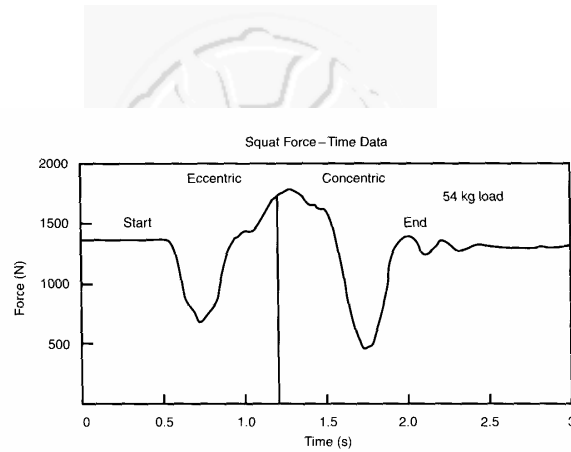 Squat Force–Time Data
2000
Eccentric
Concentric
54 kg load
1500
Start
End
Force (N)
1000
500
0
0.5
1.0
1.5
2.0
2.5
3
Time (s)